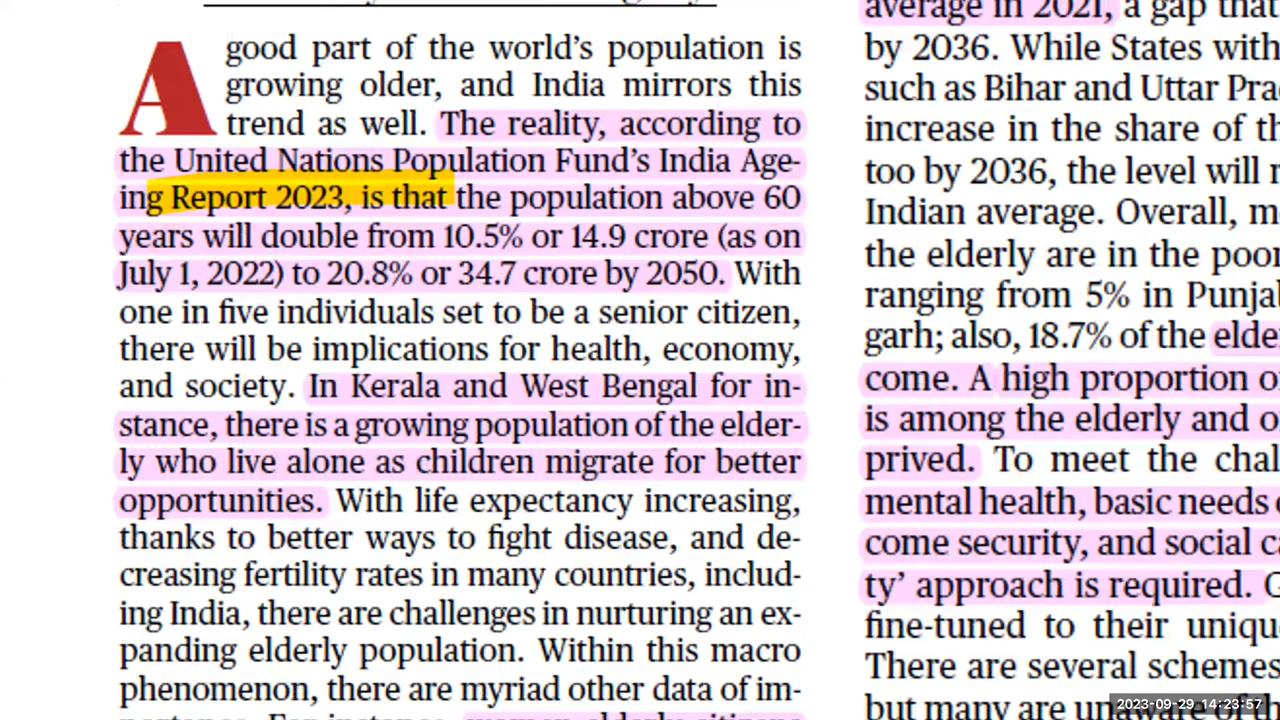 A good part of the world's population is
growing older, and India mirrors this
trend as well. The reality, according to
the United Nations Population Fund's India Age-
ing Report 2023, is that the population above 60
years will double from 10.5% or 14.9 crore (as on
July 1, 2022) to 20.8% or 34.7 crore by 2050. With
one in five individuals set to be a senior citizen,
there will be implications for health, economy,
and society. In Kerala and West Bengal for in-
stance, there is a growing population of the elder-
ly who live alone as children migrate for better
opportunities. With life expectancy increasing,
thanks to better ways to fight disease, and de-
creasing fertility rates in many countries, includ-
ing India, there are challenges in nurturing an ex-
panding elderly population. Within this macro
phenomenon, there are myriad other data of im-
women elderly citizens
average in 2021, a gap that
by 2036. While States with
such as Bihar and Uttar
increase in the share of
too by 2036, the level will
Indian average. Overall,
the elderly are in the
ranging from 5% in
garh; also, 18.7% of the
come. A high proportion
is among the elderly and
prived. To meet the
mental health, basic needs
come security, and social
ty' approach is required.
fine-tuned to their
There are several schemes
but many are unaware of
2023-09-29 14:23:57